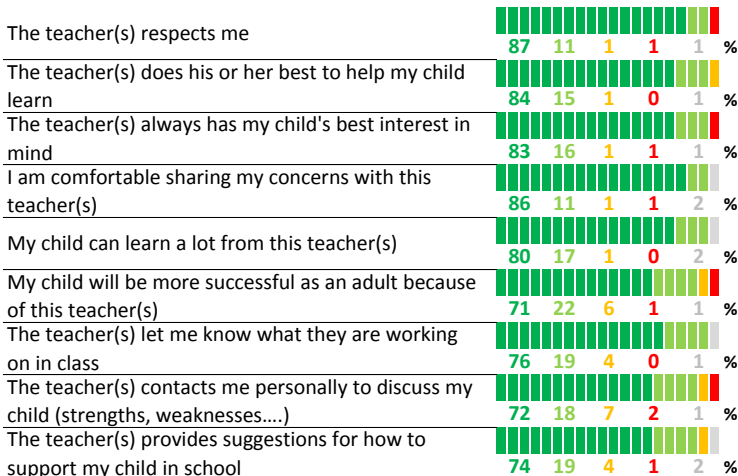 The teacher(s) respects me
87 11 1 1 1 %
The teacher(s) does his or her best to help my child
learn
84 15 1 0 1 %
The teacher(s) always has my child's best interest in
mind
83 16 1 1 1 %
I am comfortable sharing my concerns with this
teacher(s)
86 11 1 1 2 %
My child can learn a lot from this teacher(s)
80 17 1 0 2 %
My child will be more successful as an adult because
of this teacher(s)
71 22 6 1 1 %
The teacher(s) let me know what they are working
on in class
76 19 4 0 1 %
The teacher(s) contacts me personally to discuss my
child (strengths, weaknesses....)
72 18 7 2 1 %
The teacher(s) provides suggestions for how to
support my child in school
74 19 4 1 2 %